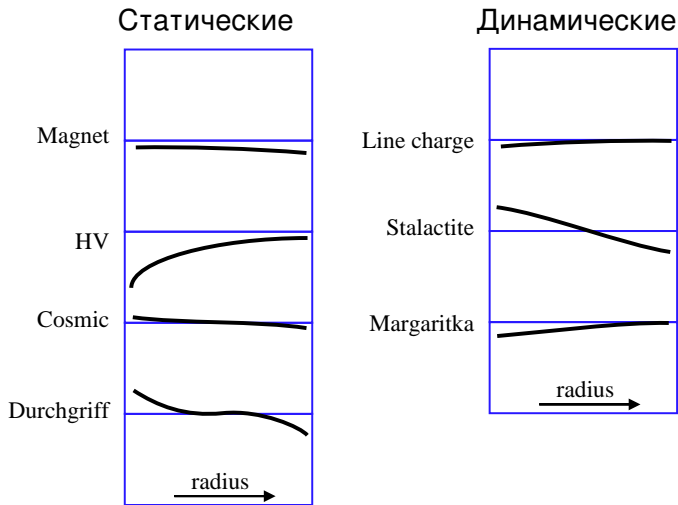 Статические
Magnet
HV
Cosmic
Durchgriff
radius
Динамические
Line charge
Stalactite
Margaritka
radius